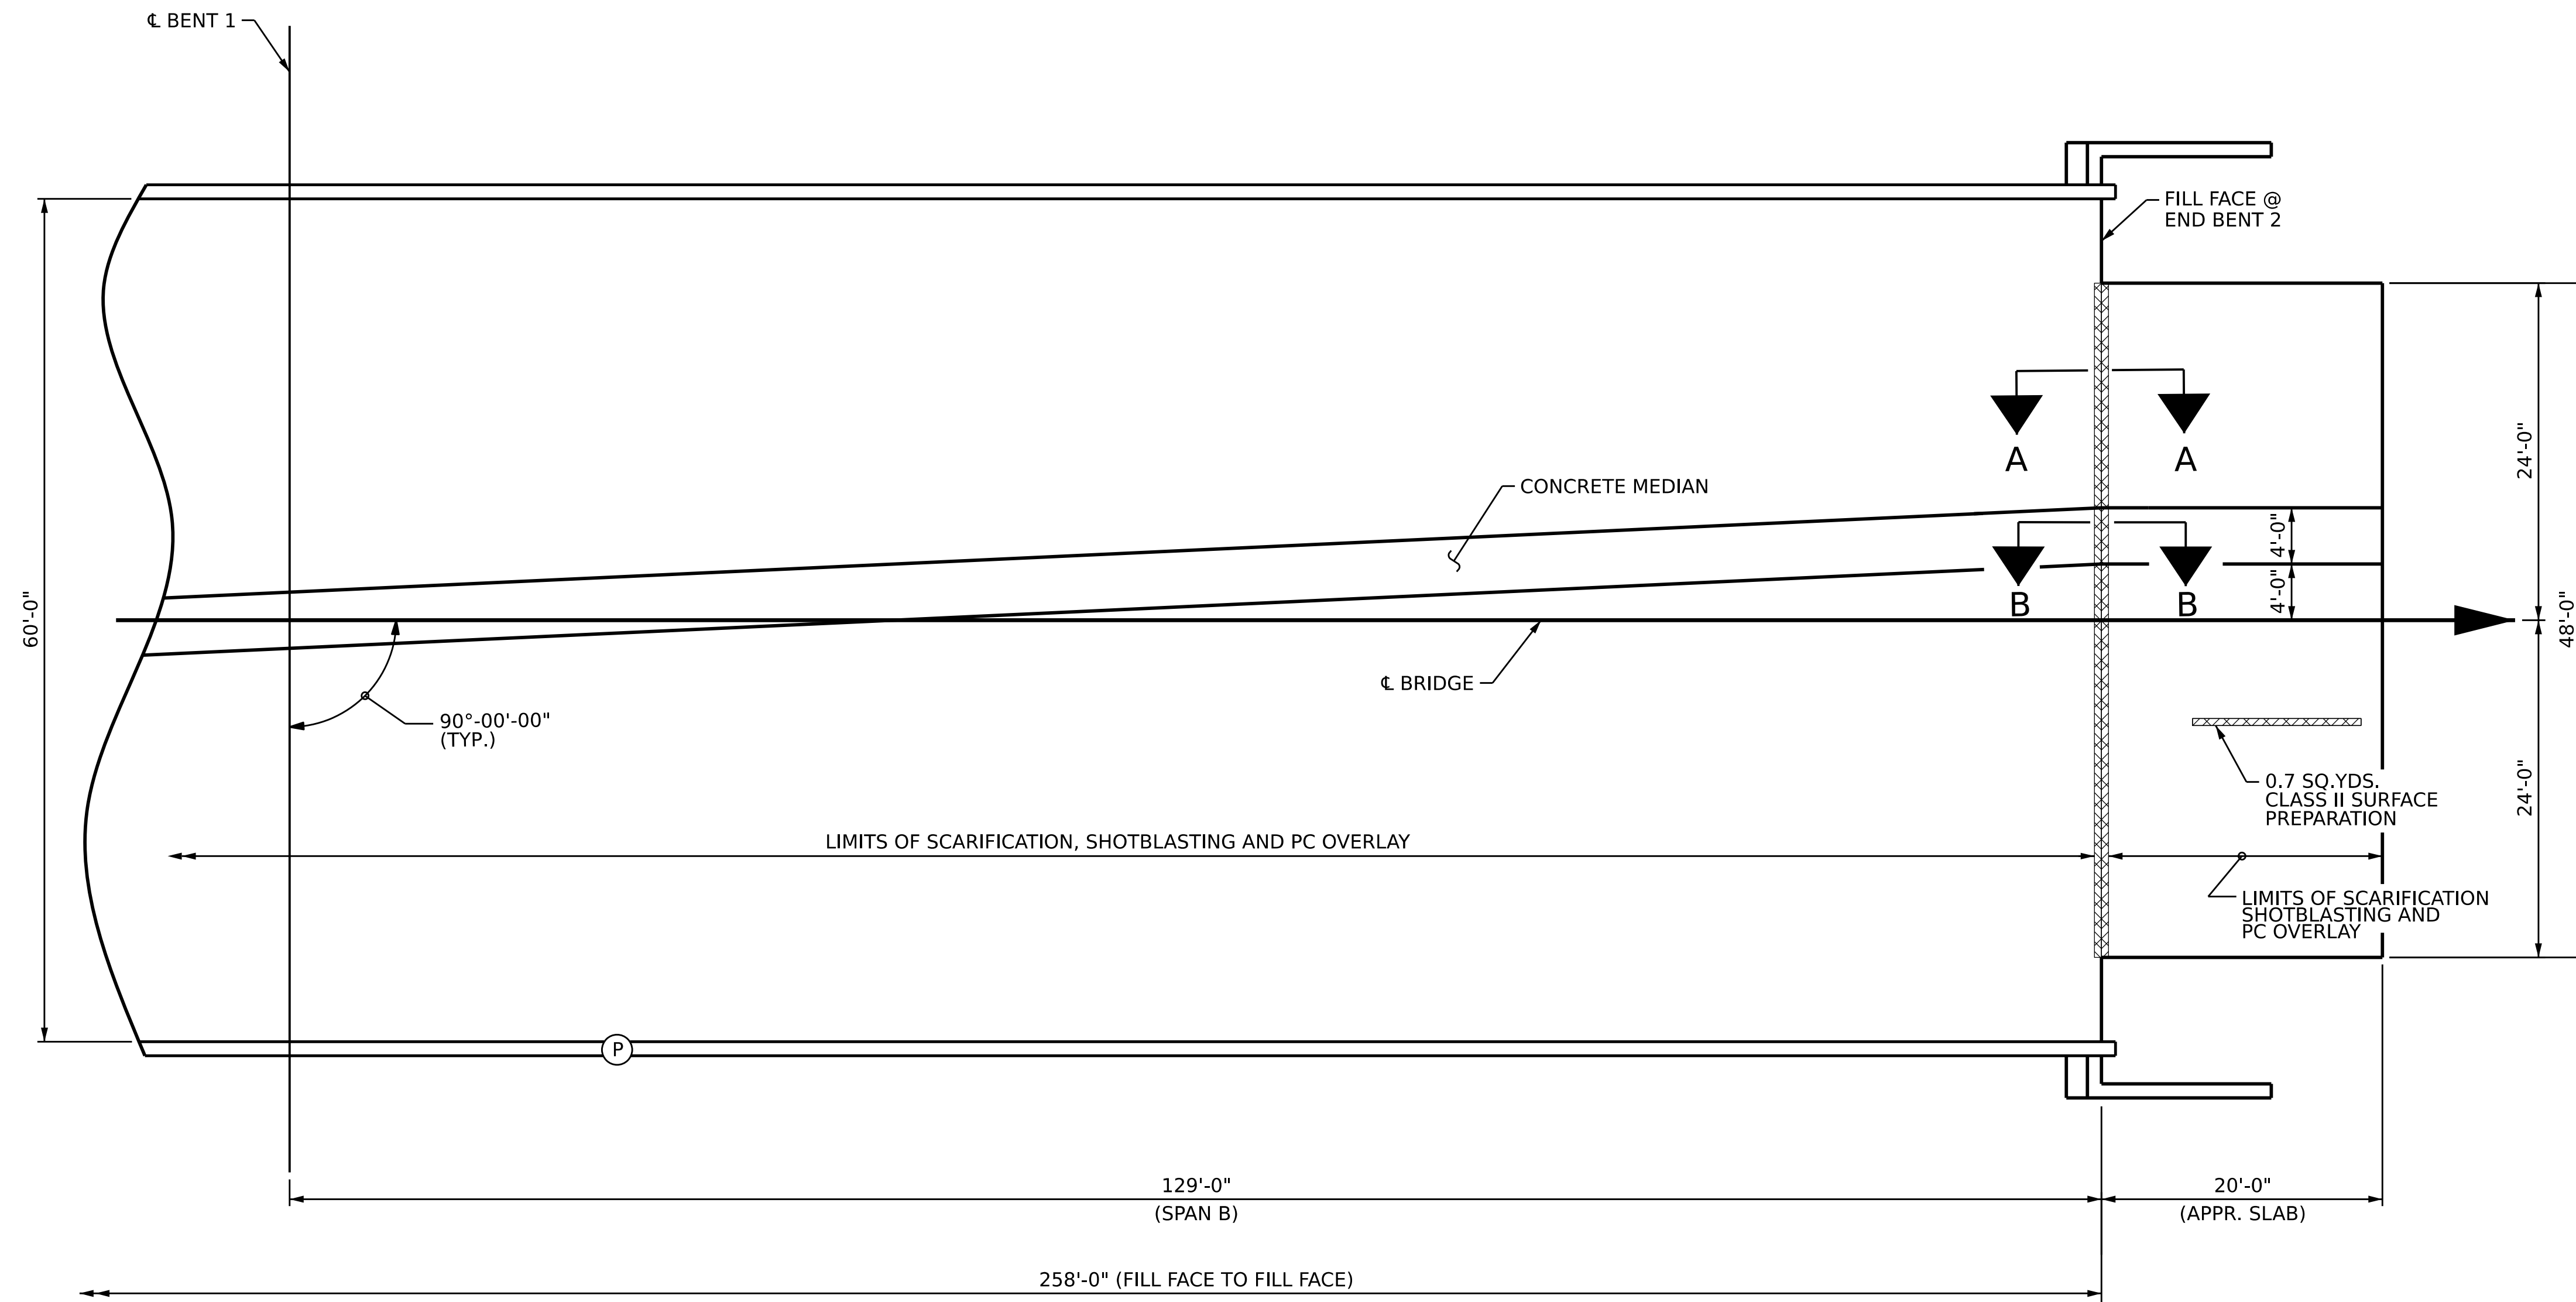 ℄ BENT 1
FILL FACE @
END BENT 2
24'-0"
A
A
CONCRETE MEDIAN
4'-0"
4'-0"
B
B
60'-0"
48'-0"
℄ BRIDGE
90°-00'-00"
(TYP.)
0.7 SQ.YDS.
CLASS II SURFACE
PREPARATION
24'-0"
LIMITS OF SCARIFICATION, SHOTBLASTING AND PC OVERLAY
LIMITS OF SCARIFICATION
SHOTBLASTING AND
PC OVERLAY
P
129'-0"
(SPAN B)
20'-0"
(APPR. SLAB)
258'-0" (FILL FACE TO FILL FACE)